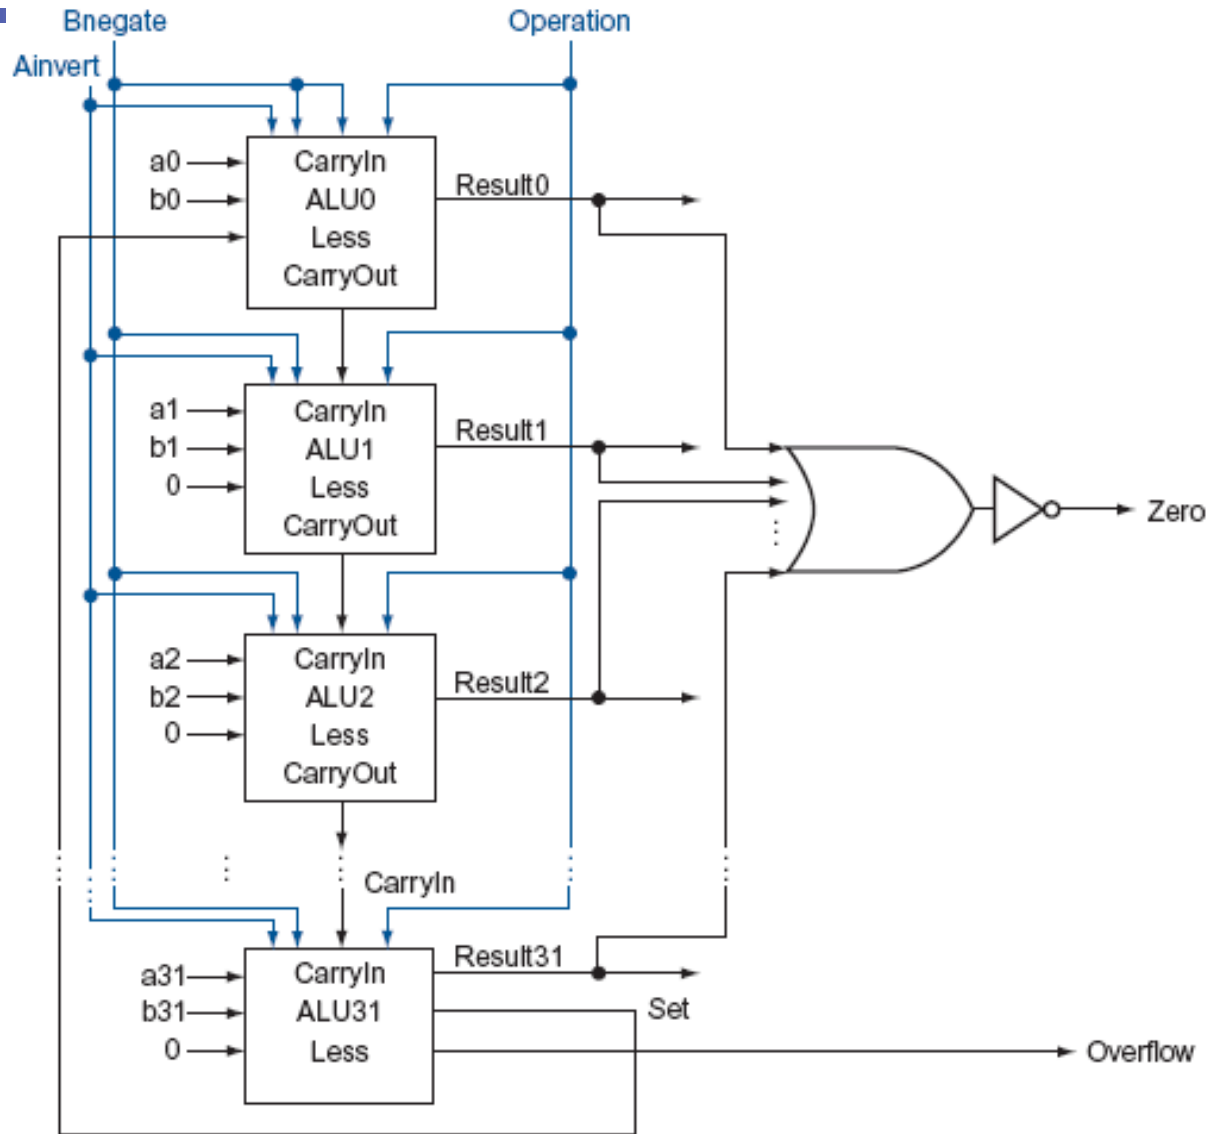 Bnegate
Operation
Ainvert
a0
CarryIn
Result0
b0
ALU0
Less
CarryOut
a1
CarryIn
Result1
b1
ALU1
0
Less
CarryOut
Zero
a2
CarryIn
Result2
b2
ALU2
0
Less
CarryOut
CarryIn
a31
CarryIn
Result31
b31
ALU31
Set
0
Less
Overflow